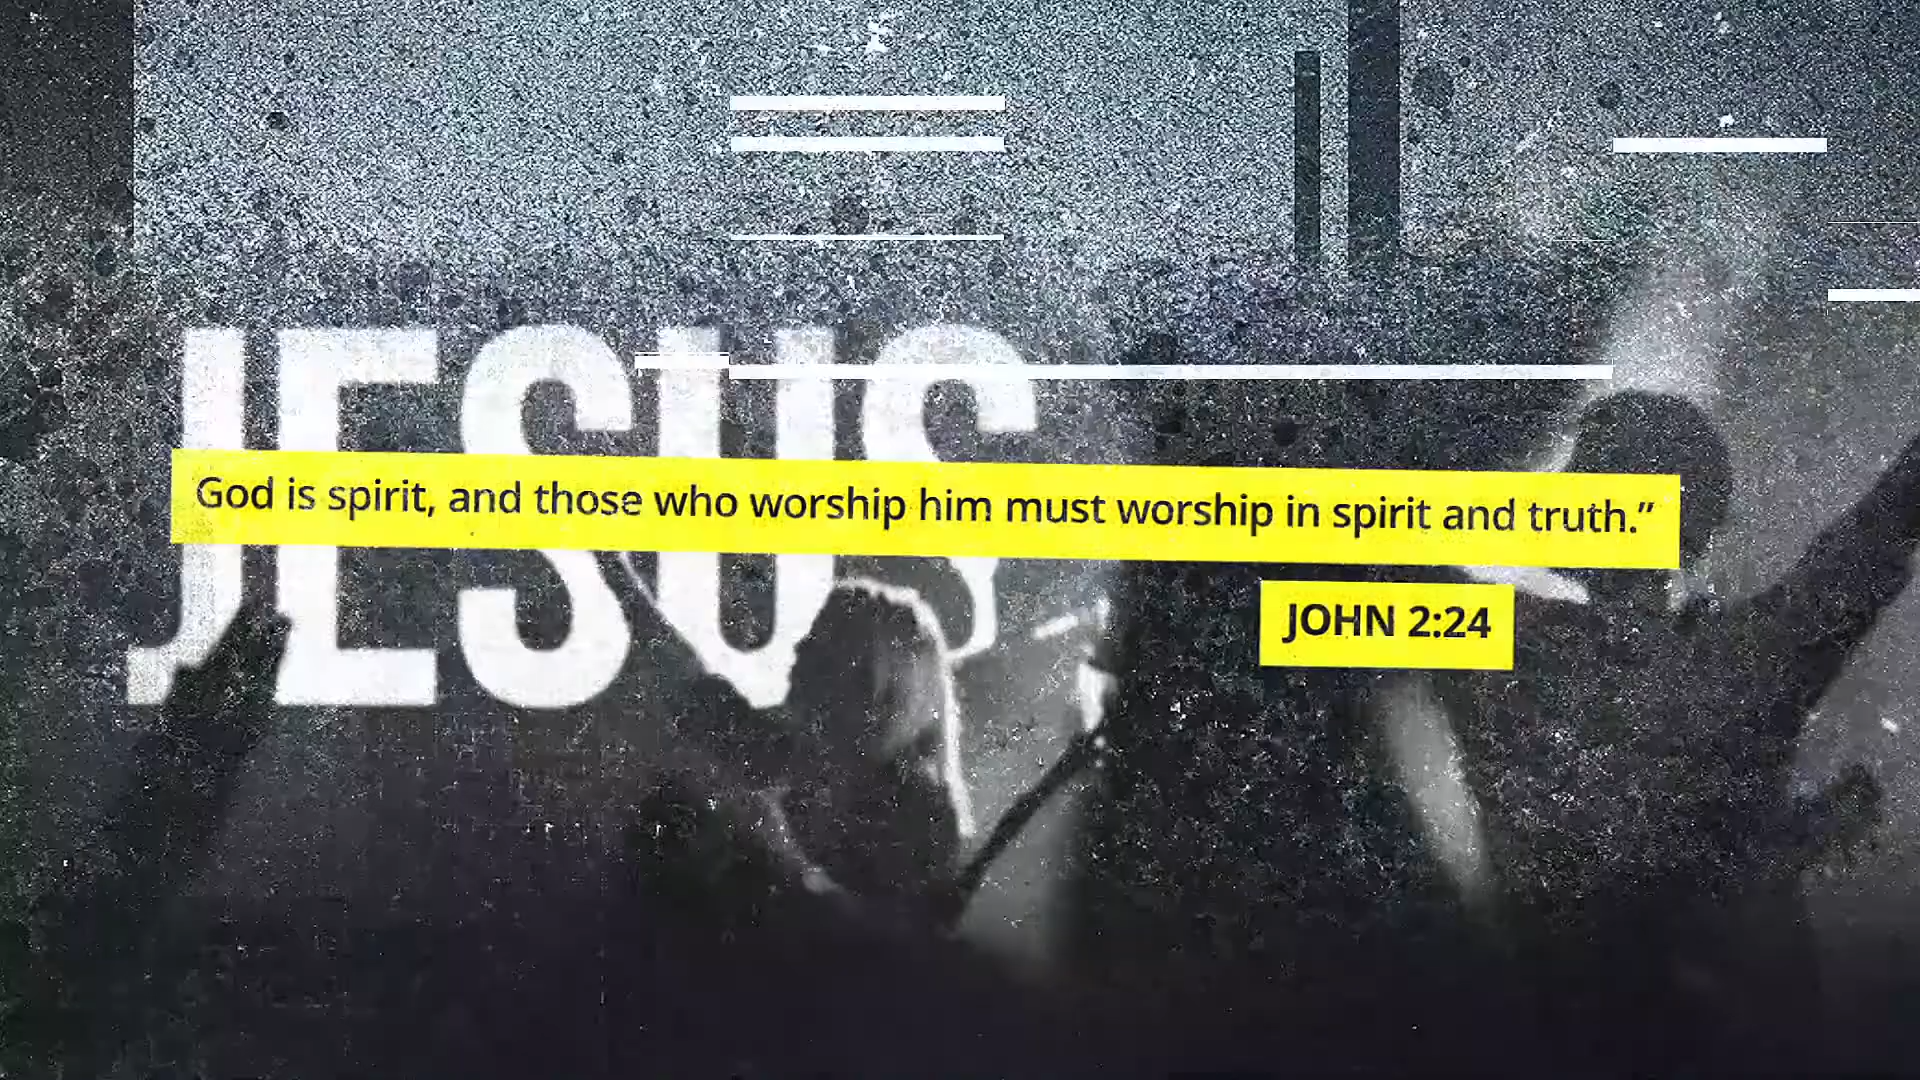 JESUS
God is spirit, and those who worship him must worship in spirit and truth.”
JOHN 2:24